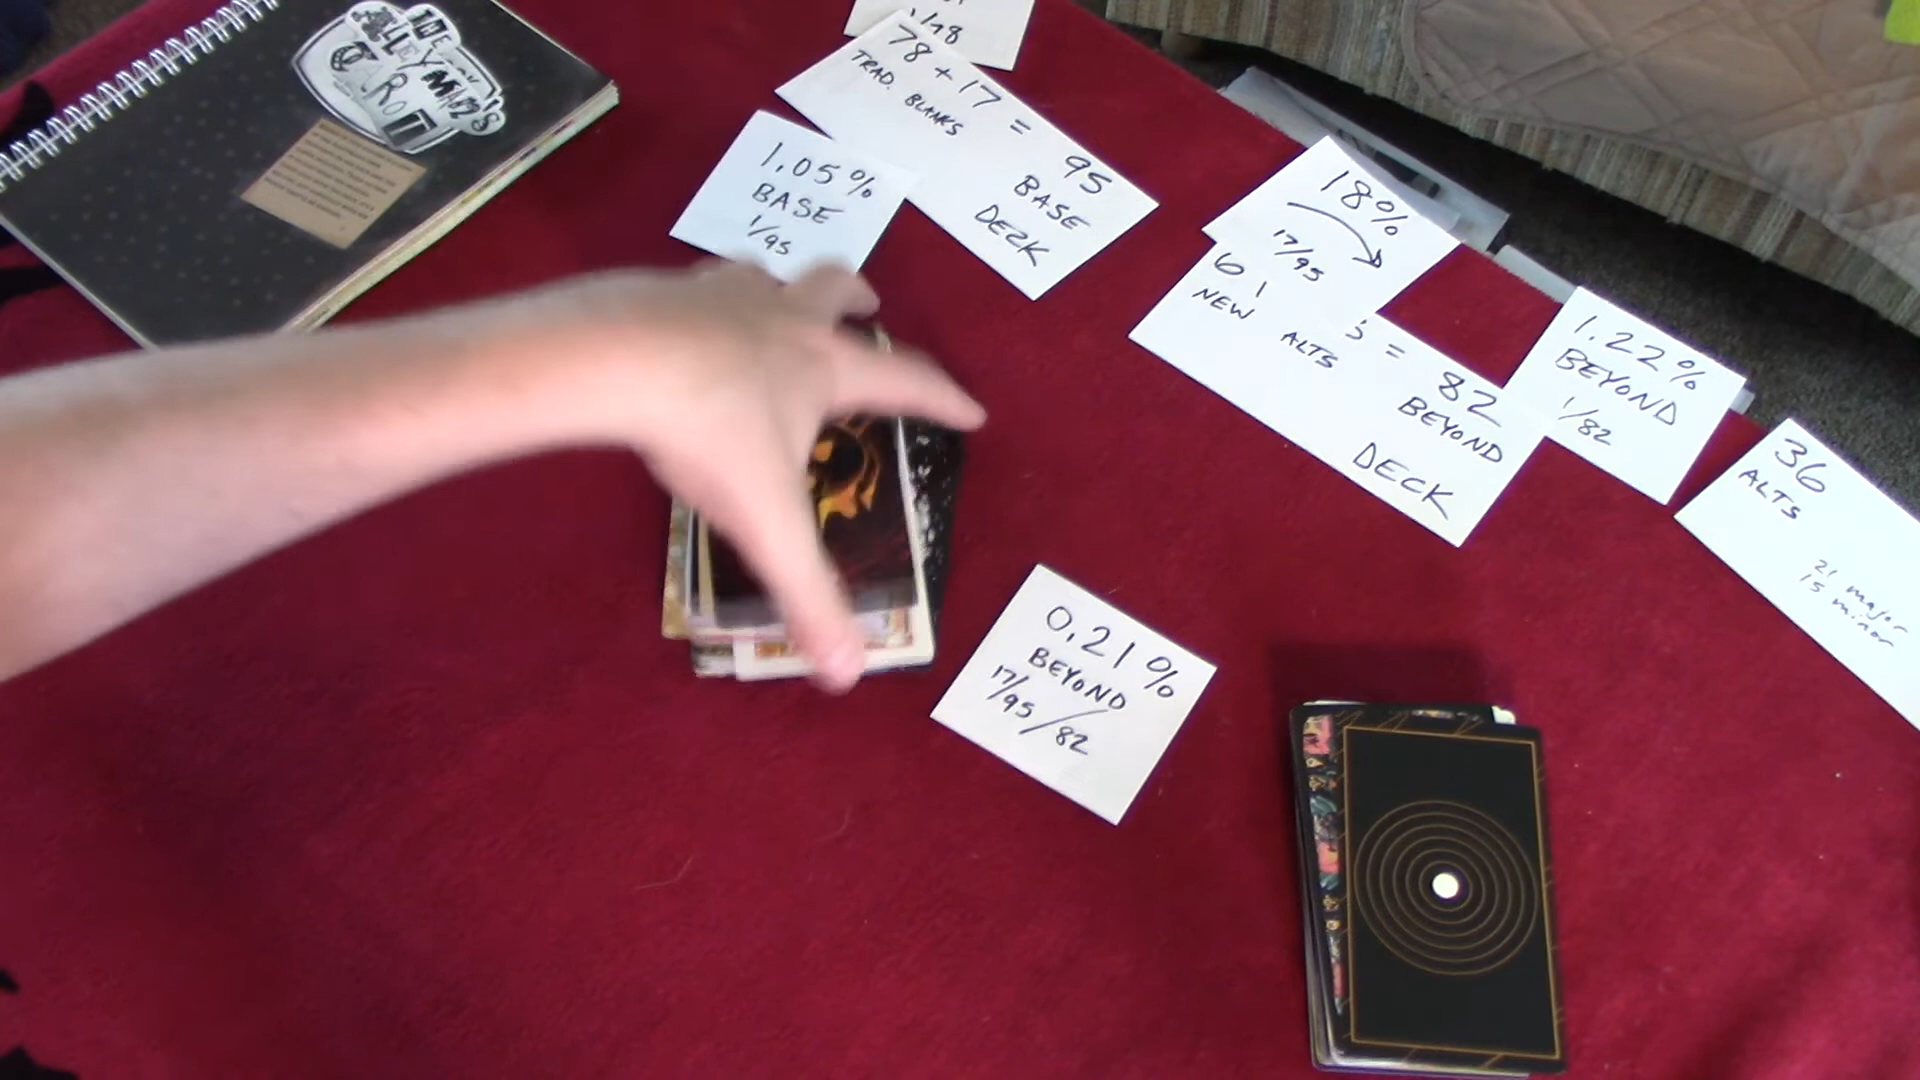 THE
ALLEYMAN'S
TAROT
1/78
78 + 17 = 95
TRAD. BLANKS BASE
DECK
1.05%
BASE
1/95
18%
17/95
61
NEW ALTS = 82
BEYOND
DECK
1.22%
BEYOND
1/82
36
ALTS
21 major
15 minor
0.21%
BEYOND
17/95/82